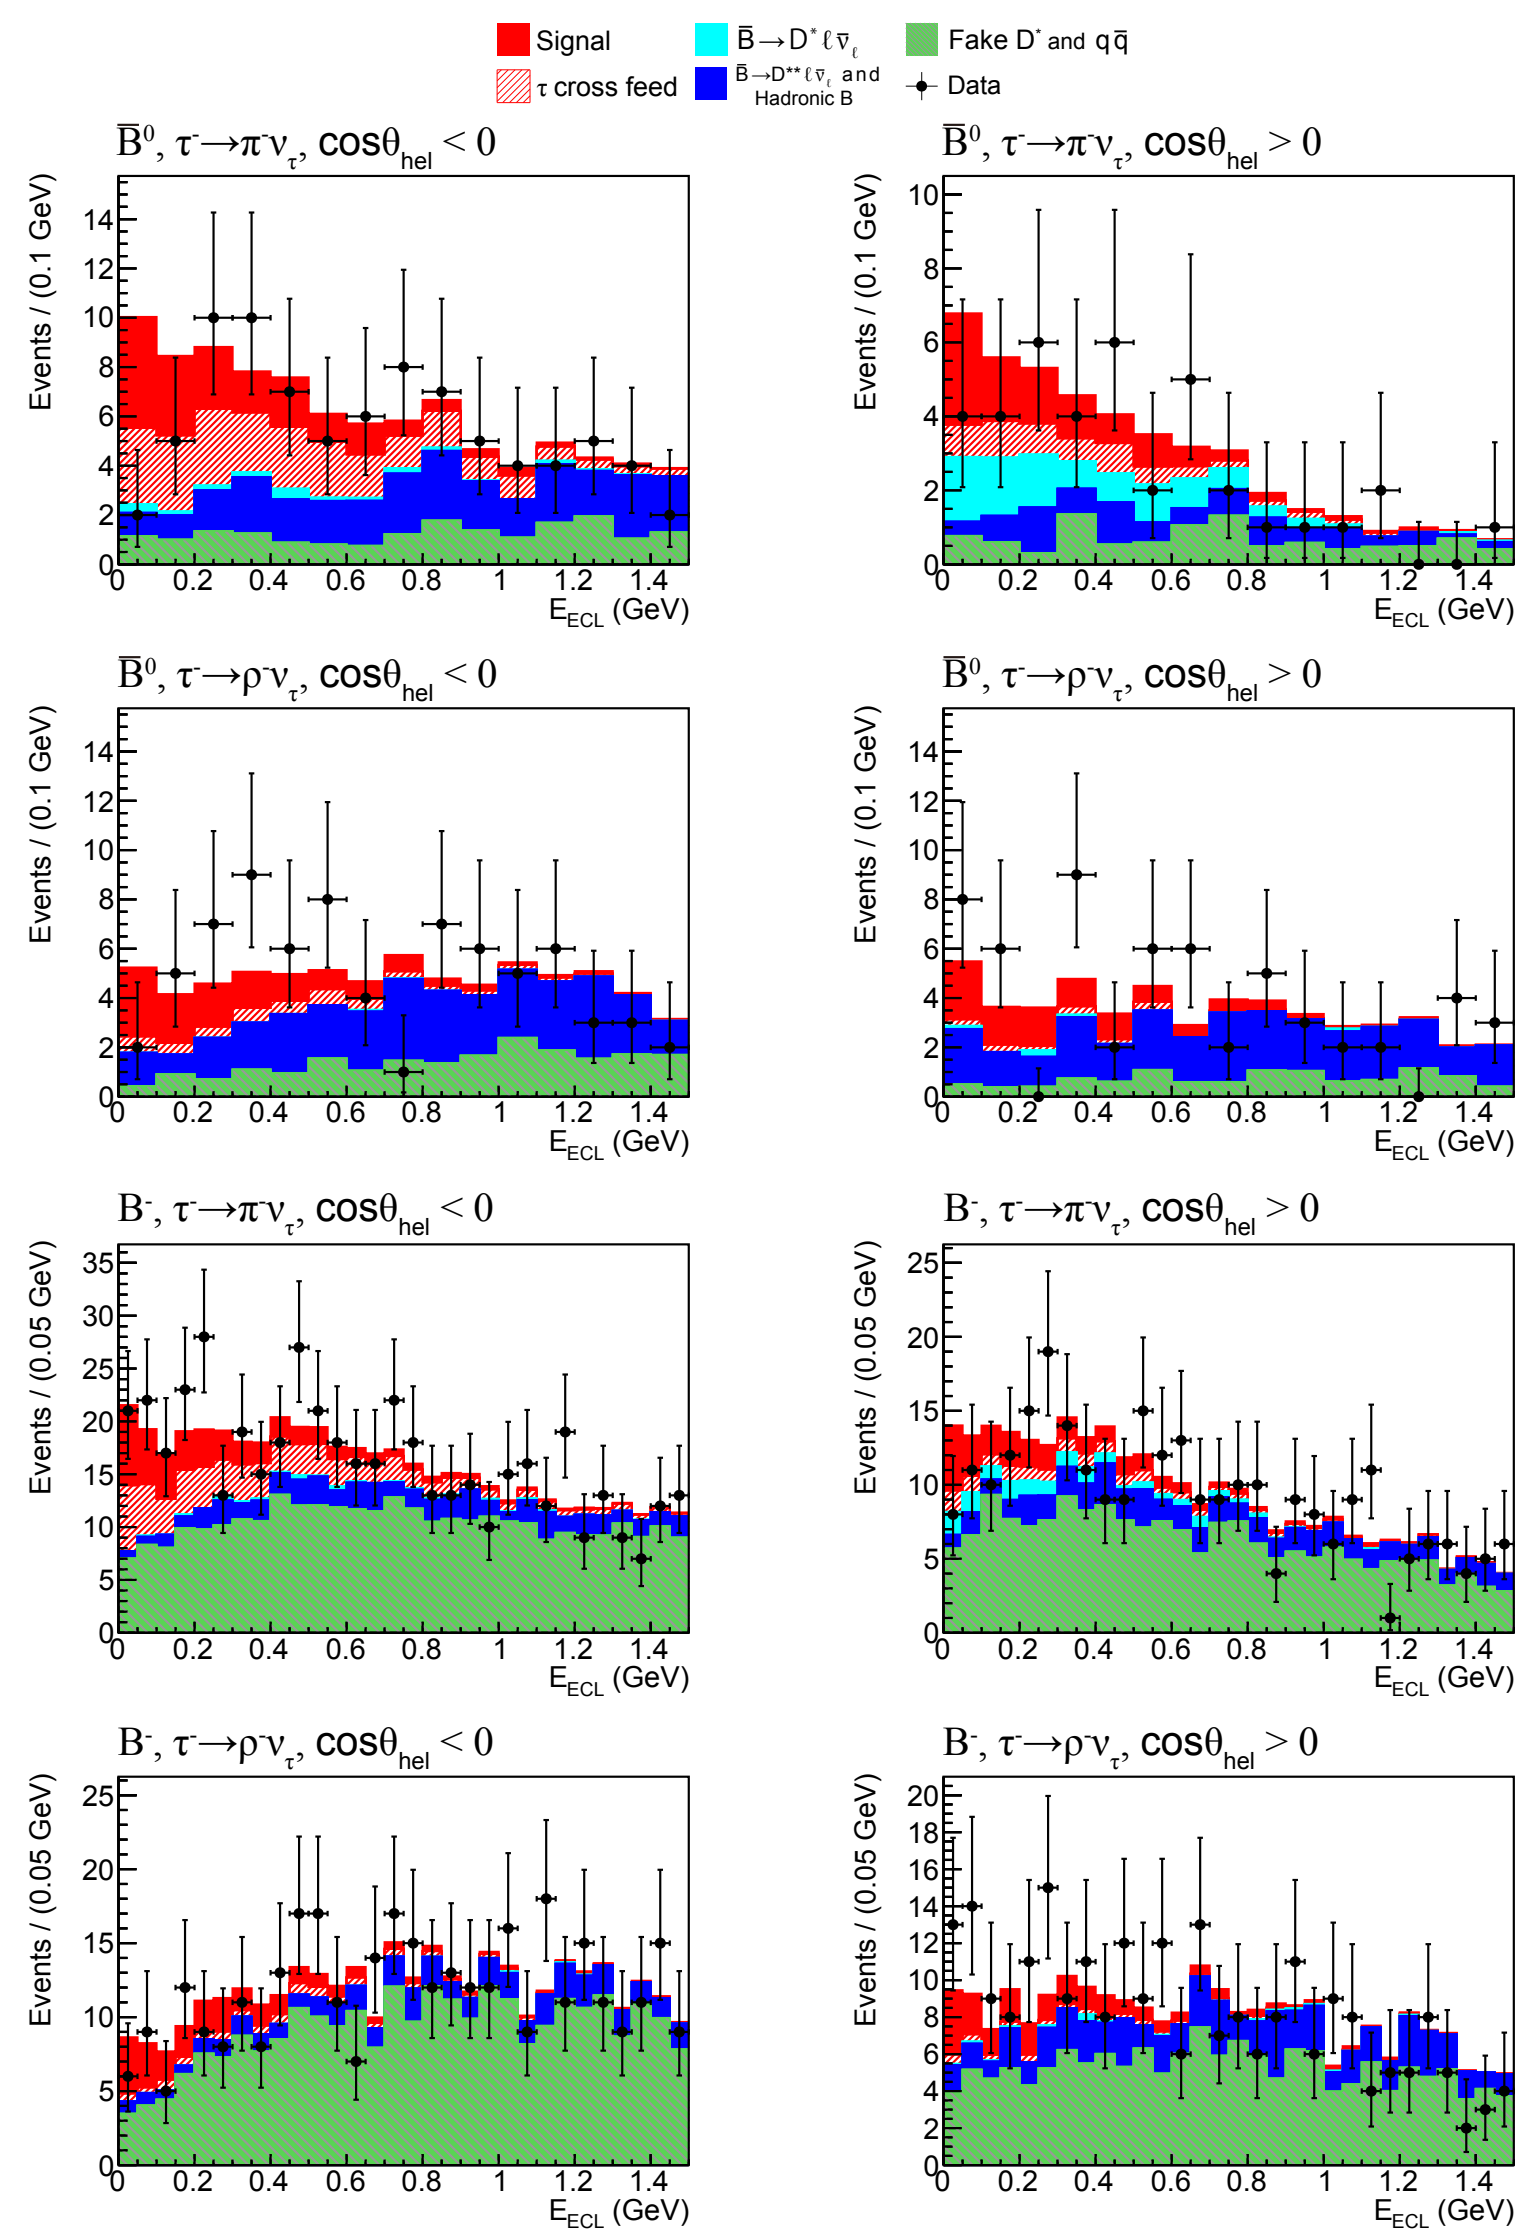 Signal
B̄→D* ℓ ν̄ℓ
Fake D* and q q̄
τ cross feed
B̄→D** ℓ ν̄ℓ and
Hadronic B
Data
B̄⁰, τ⁻→π⁻ντ, cosθhel < 0
Events / (0.1 GeV)
14
12
10
8
6
4
2
0
0 0.2 0.4 0.6 0.8 1 1.2 1.4
EECL (GeV)
B̄⁰, τ⁻→π⁻ντ, cosθhel > 0
Events / (0.1 GeV)
10
8
6
4
2
0
0 0.2 0.4 0.6 0.8 1 1.2 1.4
EECL (GeV)
B̄⁰, τ⁻→ρ⁻ντ, cosθhel < 0
Events / (0.1 GeV)
14
12
10
8
6
4
2
0
0 0.2 0.4 0.6 0.8 1 1.2 1.4
EECL (GeV)
B̄⁰, τ⁻→ρ⁻ντ, cosθhel > 0
Events / (0.1 GeV)
14
12
10
8
6
4
2
0
0 0.2 0.4 0.6 0.8 1 1.2 1.4
EECL (GeV)
B⁻, τ⁻→π⁻ντ, cosθhel < 0
Events / (0.05 GeV)
35
30
25
20
15
10
5
0
0 0.2 0.4 0.6 0.8 1 1.2 1.4
EECL (GeV)
B⁻, τ⁻→π⁻ντ, cosθhel > 0
Events / (0.05 GeV)
25
20
15
10
5
0
0 0.2 0.4 0.6 0.8 1 1.2 1.4
EECL (GeV)
B⁻, τ⁻→ρ⁻ντ, cosθhel < 0
Events / (0.05 GeV)
25
20
15
10
5
0
0 0.2 0.4 0.6 0.8 1 1.2 1.4
EECL (GeV)
B⁻, τ⁻→ρ⁻ντ, cosθhel > 0
Events / (0.05 GeV)
20
18
16
14
12
10
8
6
4
2
0
0 0.2 0.4 0.6 0.8 1 1.2 1.4
EECL (GeV)